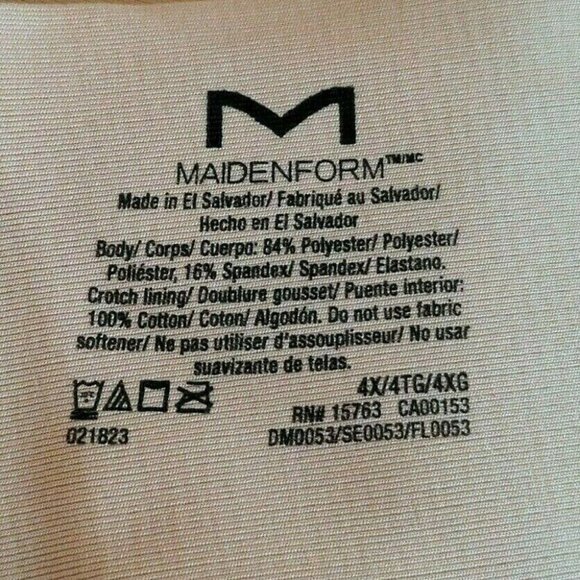 M
MAIDENFORM™/MC
Made in El Salvador/ Fabriqué au Salvador/
Hecho en El Salvador
Body/ Corps/ Cuerpo: 84% Polyester/ Polyester/
Poliéster, 16% Spandex/ Spandex/ Elastano.
Crotch lining/ Doublure gousset/ Puente Interior:
100% Cotton/ Coton/ Algodón. Do not use fabric
softener/ Ne pas utiliser d'assouplisseur/ No usar
suavizante de telas.
4X/4TG/4XG
RN# 15763 CA00153
021823 DM0053/SE0053/FL0053